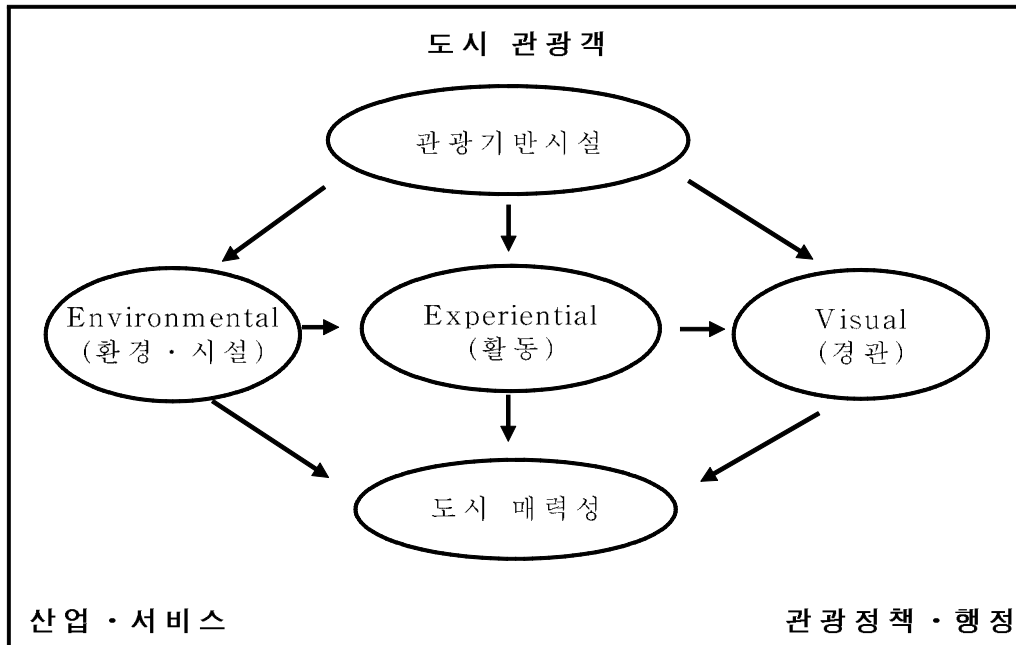 도시 관광객
관광기반시설
Environmental
(환경・시설)
Experiential
(활동)
Visual
(경관)
도시 매력성
산업・서비스
관광정책・행정